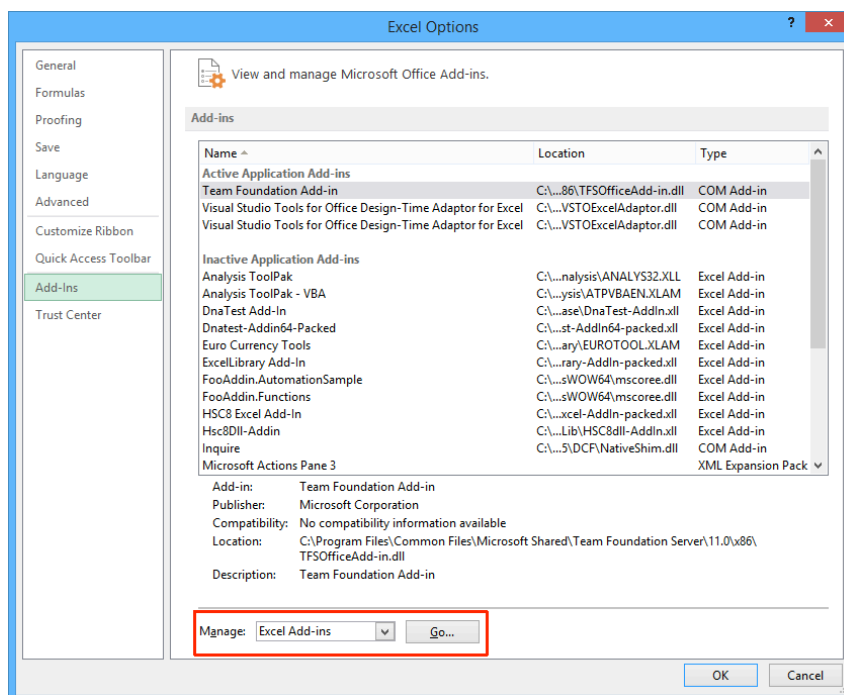 Excel Options
?
General
Formulas
Proofing
Save
Language
Advanced
Customize Ribbon
Quick Access Toolbar
Add-Ins
Trust Center
View and manage Microsoft Office Add-ins.
Add-ins
Name Location Type
Active Application Add-ins
Team Foundation Add-in C:\...86\TFSOfficeAdd-in.dll COM Add-in
Visual Studio Tools for Office Design-Time Adaptor for Excel C:\...VSTOExcelAdaptor.dll COM Add-in
Visual Studio Tools for Office Design-Time Adaptor for Excel C:\...VSTOExcelAdaptor.dll COM Add-in
Inactive Application Add-ins
Analysis ToolPak C:\...nalysis\ANALYS32.XLL Excel Add-in
Analysis ToolPak - VBA C:\...ysis\ATPVBAEN.XLAM Excel Add-in
DnaTest Add-In C:\...ase\DnaTest-AddIn.xll Excel Add-in
Dnatest-Addin64-Packed C:\...st-AddIn64-packed.xll Excel Add-in
Euro Currency Tools C:\...ary\EUROTOOL.XLAM Excel Add-in
ExcelLibrary Add-In C:\...rary-AddIn-packed.xll Excel Add-in
FooAddin.AutomationSample C:\...sWOW64\mscoree.dll Excel Add-in
FooAddin.Functions C:\...sWOW64\mscoree.dll Excel Add-in
HSC8 Excel Add-In C:\...xcel-AddIn-packed.xll Excel Add-in
Hsc8Dll-Addin C:\...Lib\HSC8dll-AddIn.xll Excel Add-in
Inquire C:\...5\DCF\NativeShim.dll COM Add-in
Microsoft Actions Pane 3 XML Expansion Pack
Add-in: Team Foundation Add-in
Publisher: Microsoft Corporation
Compatibility: No compatibility information available
Location: C:\Program Files\Common Files\Microsoft Shared\Team Foundation Server\11.0\x86\
TFSOfficeAdd-in.dll
Description: Team Foundation Add-in
Manage: Excel Add-ins Go...
OK Cancel